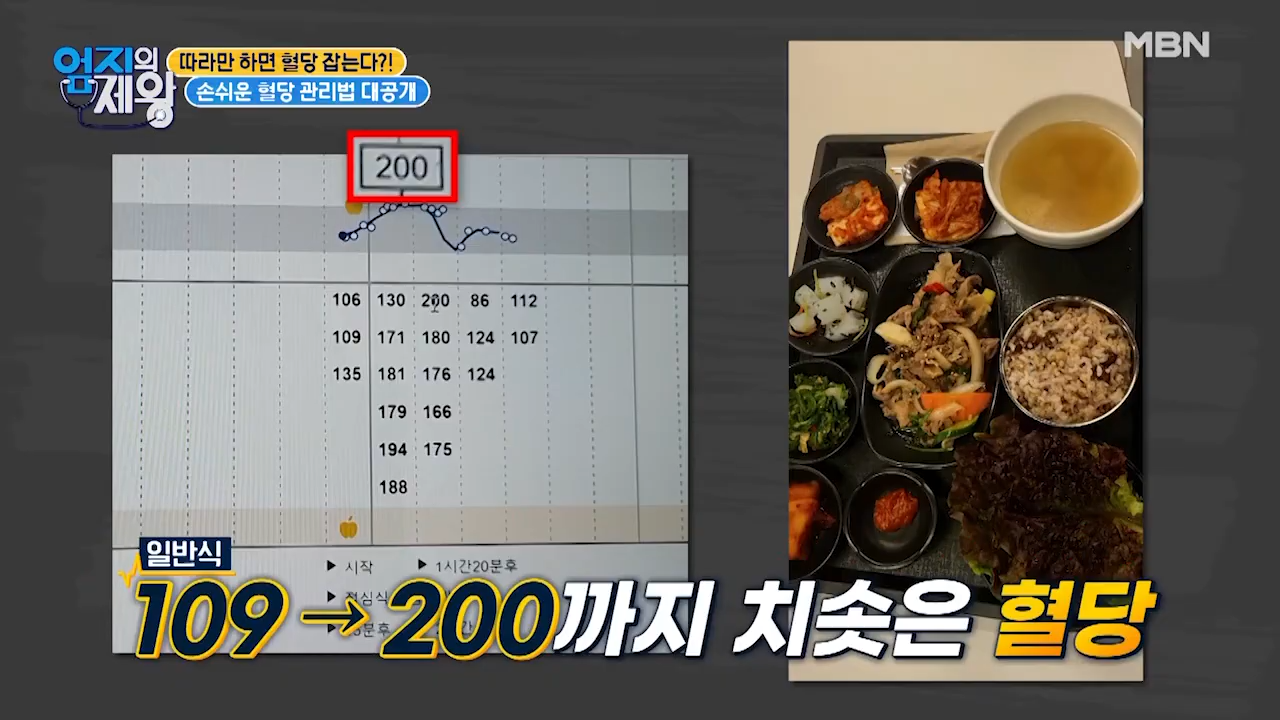 엄지의 제왕
따라만 하면 혈당 잡는다?!
손쉬운 혈당 관리법 대공개
MBN
200
106 130 200 86 112
109 171 180 124 107
135 181 176 124
179 166
194 175
188
▶ 시작 ▶ 1시간20분후
일반식
109→200까지 치솟은 혈당